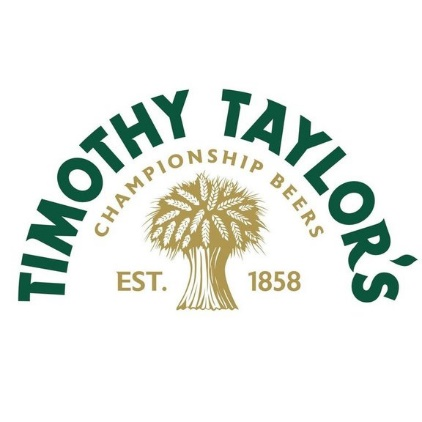 TIMOTHY TAYLOR'S
CHAMPIONSHIP BEERS
EST. 1858